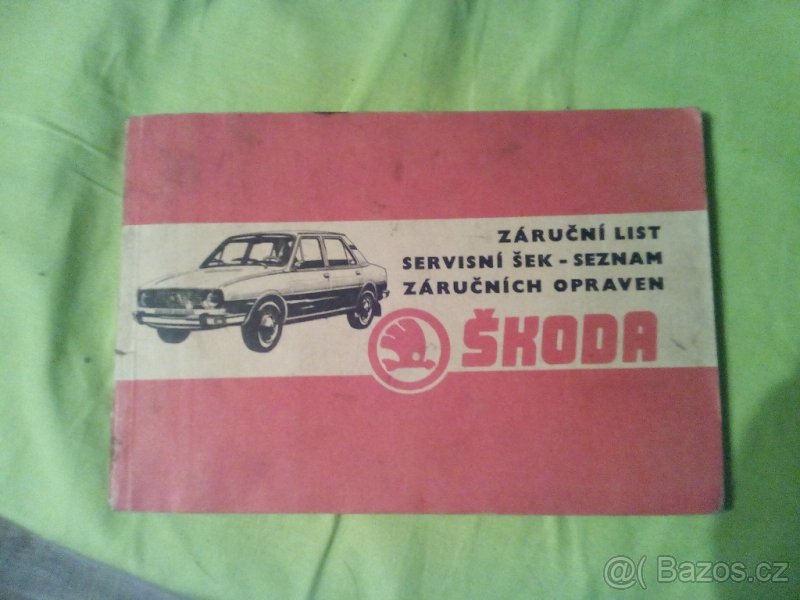 ZÁRUČNÍ LIST
SERVISNÍ ŠEK - SEZNAM
ZÁRUČNÍCH OPRAVEN
ŠKODA
@ Bazos.cz